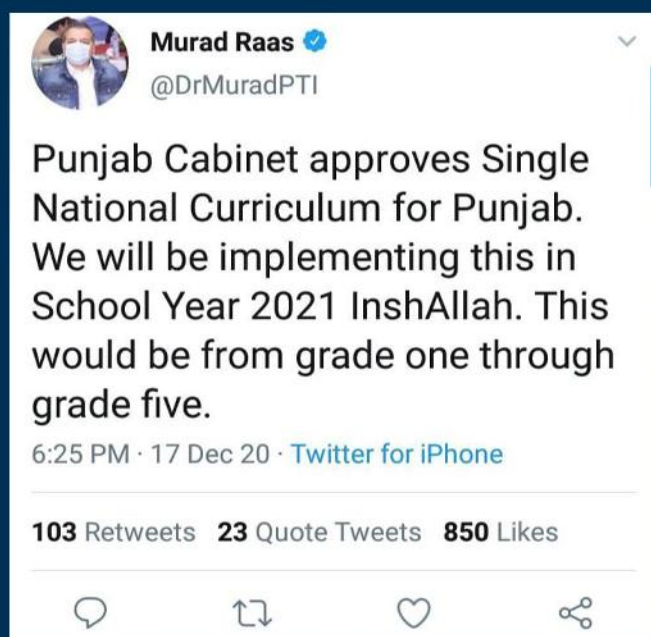 Murad Raas
@DrMuradPTI
Punjab Cabinet approves Single
National Curriculum for Punjab.
We will be implementing this in
School Year 2021 InshAllah. This
would be from grade one through
grade five.
6:25 PM · 17 Dec 20 · Twitter for iPhone
103 Retweets 23 Quote Tweets 850 Likes